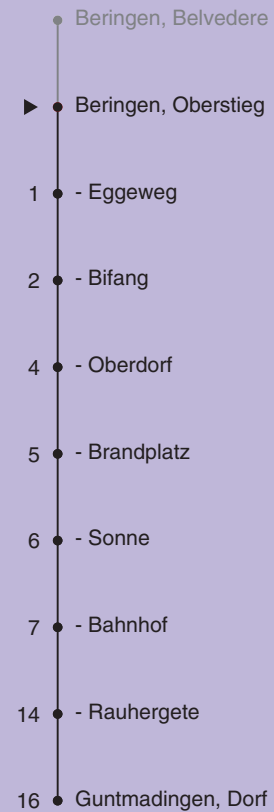 Beringen, Belvedere
Beringen, Oberstieg
1 - Eggeweg
2 - Bifang
4 - Oberdorf
5 - Brandplatz
6 - Sonne
7 - Bahnhof
14 - Rauhergete
16 Guntmadingen, Dorf